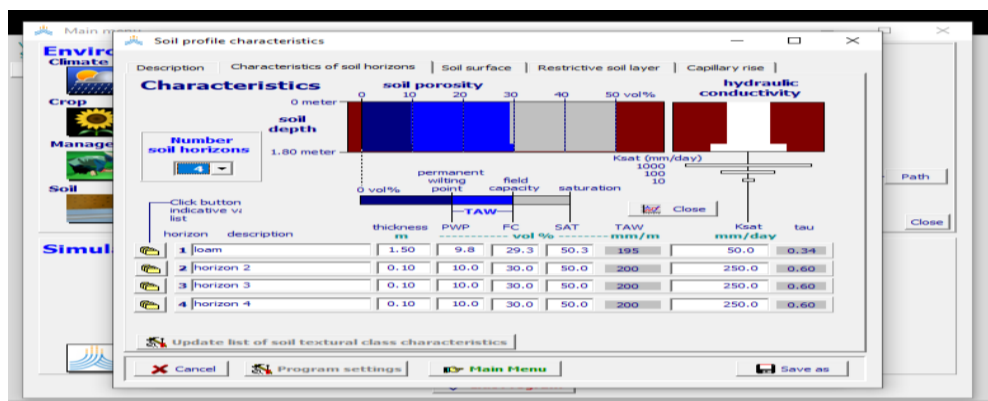 Main menu
Soil profile characteristics
Enviro
Climate
Crop
Manage
Soil
Simul
Path
Close
Description
Characteristics of soil horizons
Soil surface
Restrictive soil layer
Capillary rise
Characteristics
soil porosity
hydraulic
conductivity
0 10 20 30 40 50 vol%
0 meter
soil
depth
1.80 meter
Number
soil horizons
4
Ksat (mm/day)
1000
100
10
permanent
wilting
point
field
capacity
saturation
0 vol%
TAW
Close
Click button
indicative va
list
horizon description
thickness PWP FC SAT TAW Ksat tau
m ---------- vol % ---------- mm/m mm/day
1 loam 1.50 9.8 29.3 50.3 195 50.0 0.34
2 horizon 2 0.10 10.0 30.0 50.0 200 250.0 0.60
3 horizon 3 0.10 10.0 30.0 50.0 200 250.0 0.60
4 horizon 4 0.10 10.0 30.0 50.0 200 250.0 0.60
Update list of soil textural class characteristics
Cancel
Program settings
Main Menu
Save as